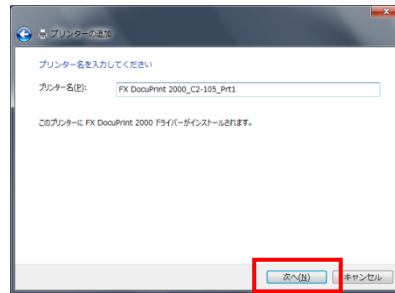 プリンターの追加
プリンター名を入力してください
プリンター名(P): FX DocuPrint 2000_C2-105_Prt1
このプリンターに FX DocuPrint 2000 ドライバーがインストールされます。
次へ(N) キャンセル